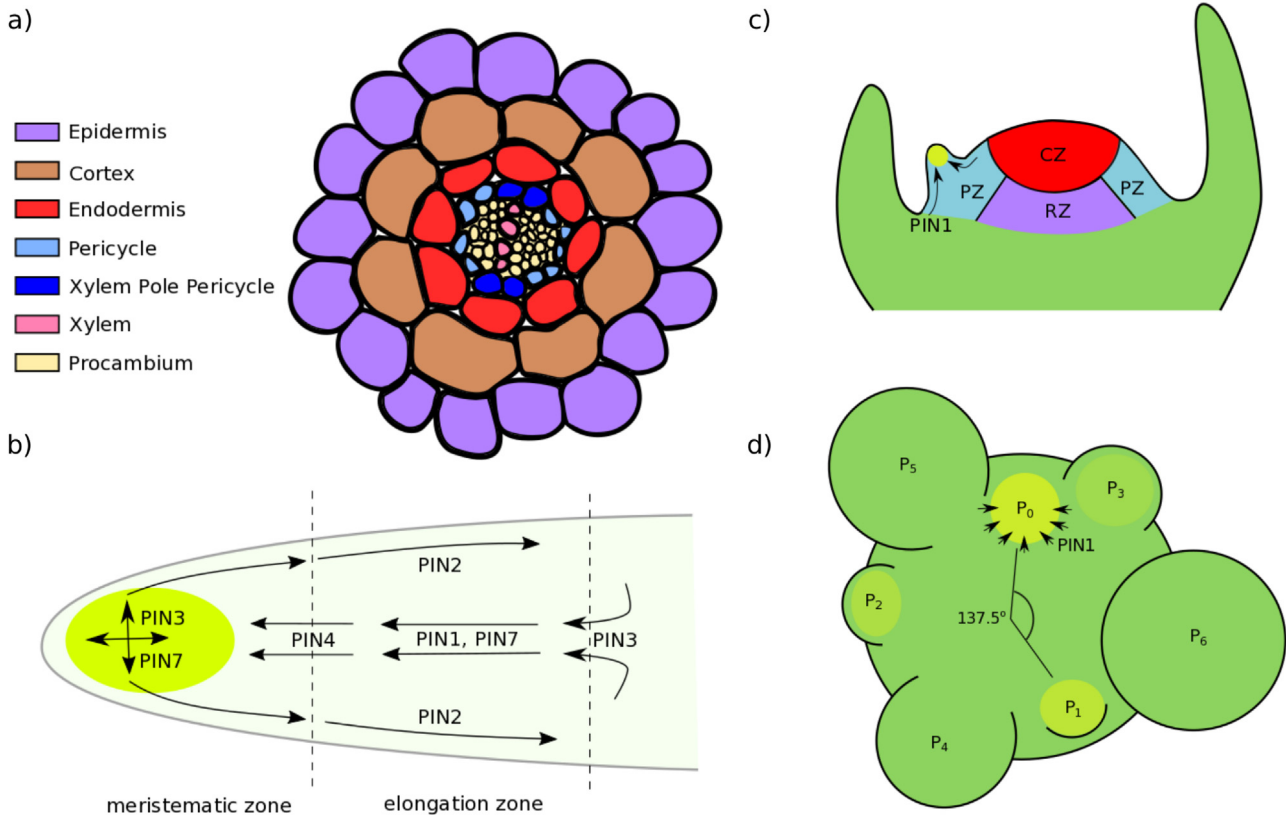 a)
Epidermis
Cortex
Endodermis
Pericycle
Xylem Pole Pericycle
Xylem
Procambium
b)
PIN2
PIN3
PIN7
PIN4
PIN1, PIN7
PIN3
PIN2
meristematic zone
elongation zone
c)
CZ
PZ
PZ
RZ
PIN1
d)
P5
P0
P3
PIN1
P2
137.5°
P6
P1
P4